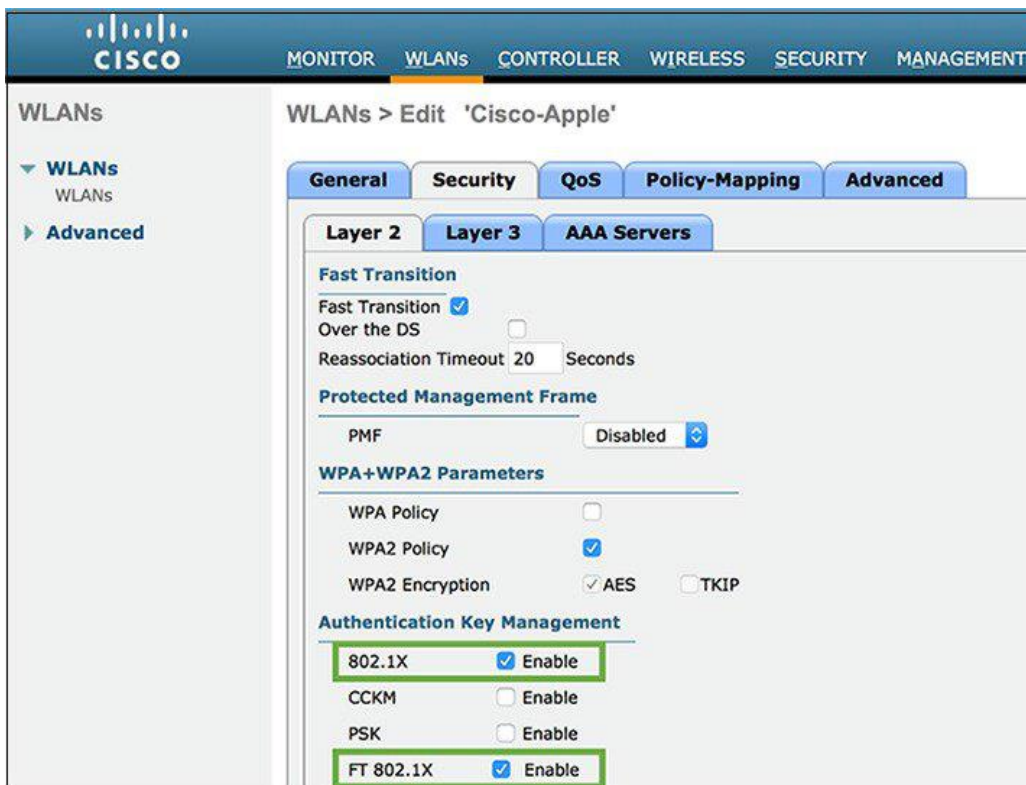 CISCO
MONITOR WLANs CONTROLLER WIRELESS SECURITY MANAGEMENT
WLANs
WLANs > Edit 'Cisco-Apple'
WLANs
WLANs
Advanced
General Security QoS Policy-Mapping Advanced
Layer 2 Layer 3 AAA Servers
Fast Transition
Fast Transition
Over the DS
Reassociation Timeout 20 Seconds
Protected Management Frame
PMF Disabled
WPA+WPA2 Parameters
WPA Policy
WPA2 Policy
WPA2 Encryption AES TKIP
Authentication Key Management
802.1X Enable
CCKM Enable
PSK Enable
FT 802.1X Enable